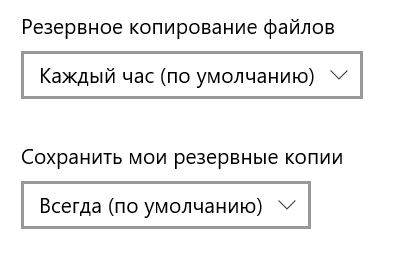 Резервное копирование файлов
Каждый час (по умолчанию)
Сохранить мои резервные копии
Всегда (по умолчанию)